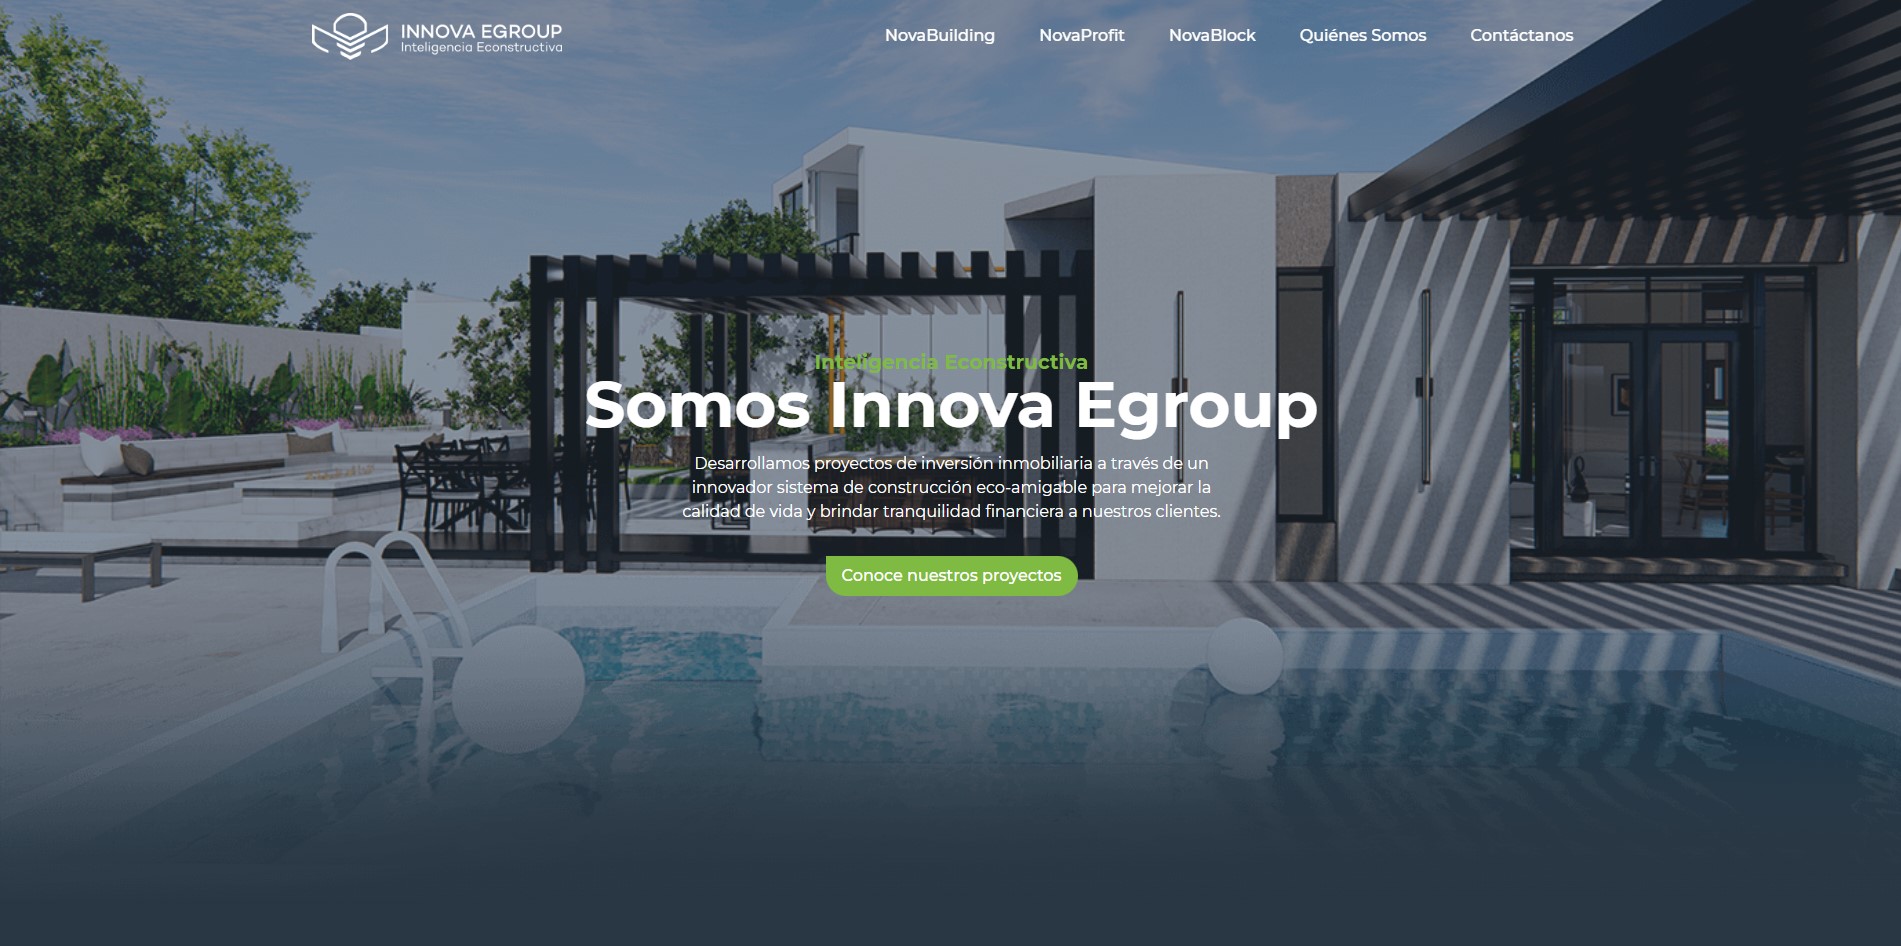 INNOVA EGROUP
Inteligencia Econstructiva
NovaBuilding
NovaProfit
NovaBlock
Quiénes Somos
Contáctanos
Inteligencia Econstructiva
Somos Innova Egroup
Desarrollamos proyectos de inversión inmobiliaria a través de un
innovador sistema de construcción eco-amigable para mejorar la
calidad de vida y brindar tranquilidad financiera a nuestros clientes.
Conoce nuestros proyectos